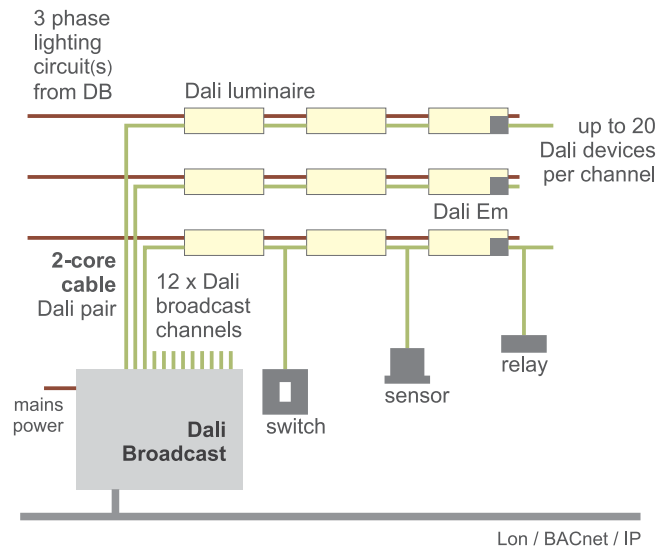 3 phase
lighting
circuit(s)
from DB
Dali luminaire
up to 20
Dali devices
per channel
Dali Em
2-core
cable
Dali pair
12 x Dali
broadcast
channels
relay
sensor
switch
mains
power
Dali
Broadcast
Lon / BACnet / IP